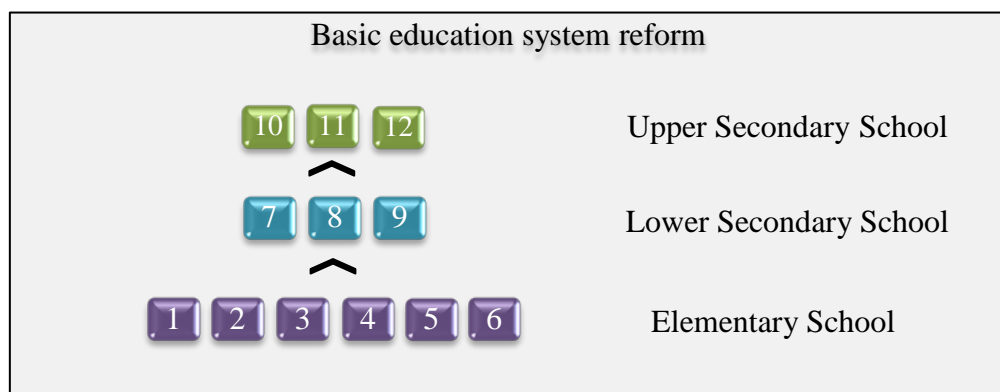 Basic education system reform
10 11 12 Upper Secondary School
7 8 9 Lower Secondary School
1 2 3 4 5 6 Elementary School